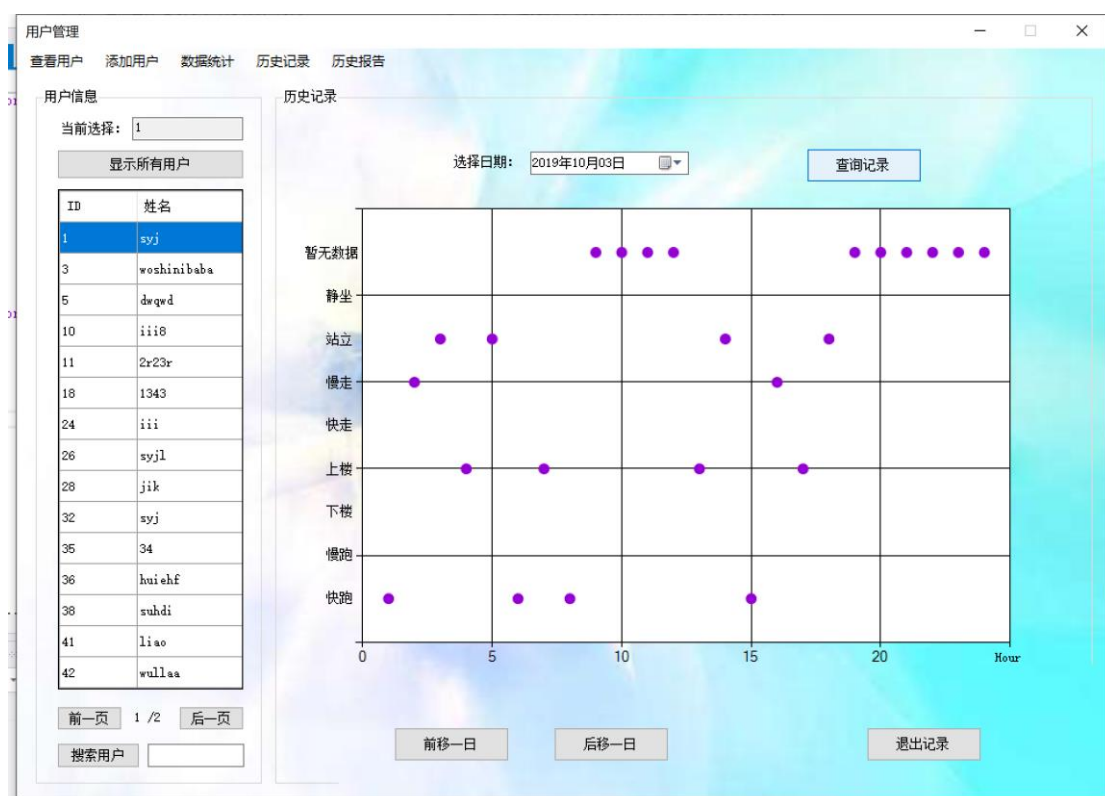 用户管理
查看用户 添加用户 数据统计 历史记录 历史报告
用户信息
当前选择： 1
显示所有用户
ID 姓名
1 syj
3 woshinibaba
5 dwqwd
10 iii8
11 2r23r
18 1343
24 iii
26 syjl
28 jik
32 syj
35 34
36 huiehf
38 suhdi
41 liao
42 wullaa
前一页 1 /2 后一页
搜索用户
历史记录
选择日期： 2019年10月03日 查询记录
暂无数据
静坐
站立
慢走
快走
上楼
下楼
慢跑
快跑
0 5 10 15 20 Hour
前移一日 后移一日 退出记录